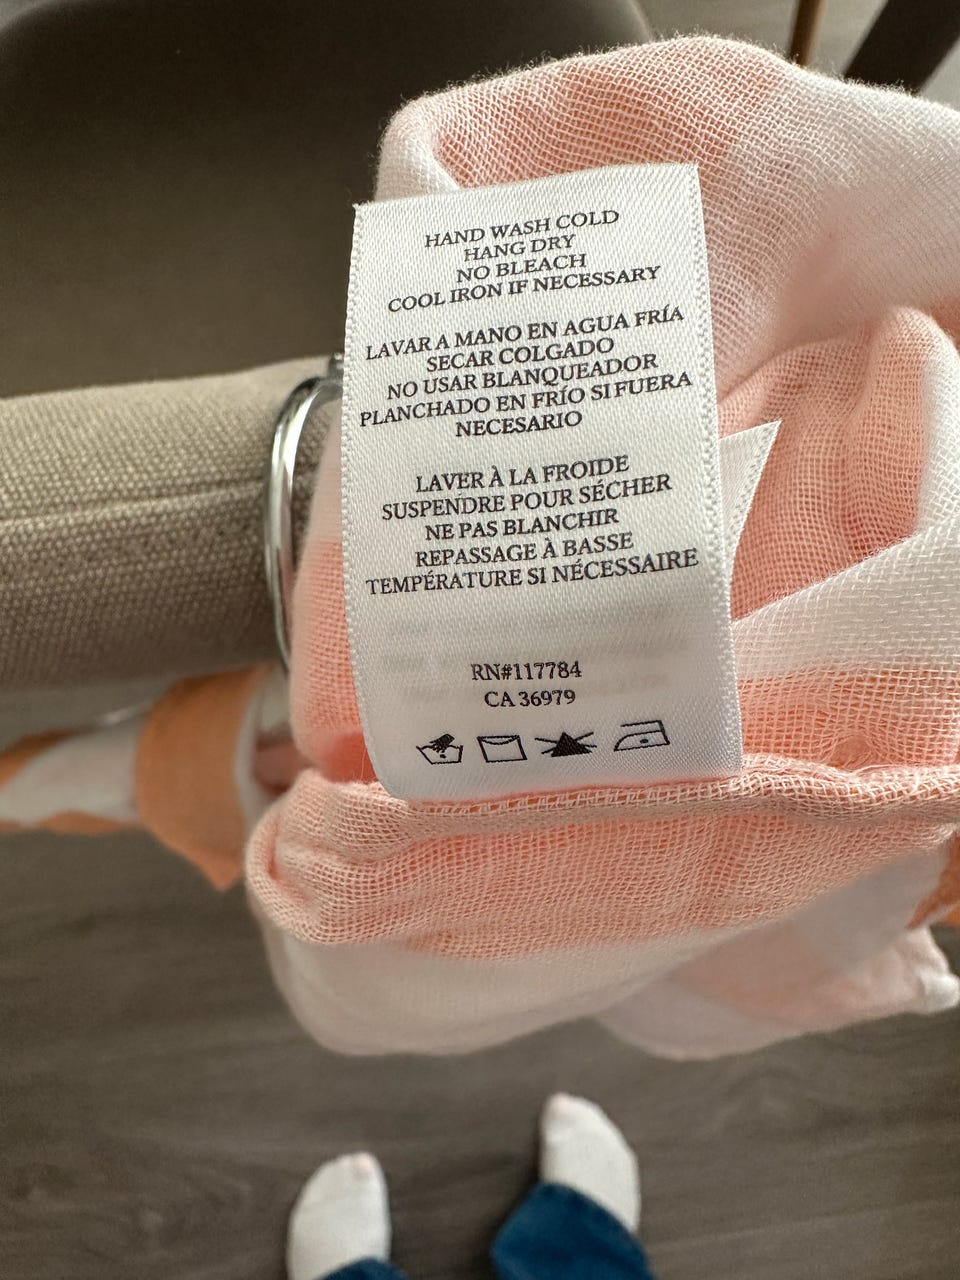 HAND WASH COLD
HANG DRY
NO BLEACH
COOL IRON IF NECESSARY
LAVAR A MANO EN AGUA FRÍA
SECAR COLGADO
NO USAR BLANQUEADOR
PLANCHADO EN FRÍO SI FUERA
NECESARIO
LAVER À LA FROIDE
SUSPENDRE POUR SÉCHER
NE PAS BLANCHIR
REPASSAGE À BASSE
TEMPÉRATURE SI NÉCESSAIRE
RN#117784
CA 36979